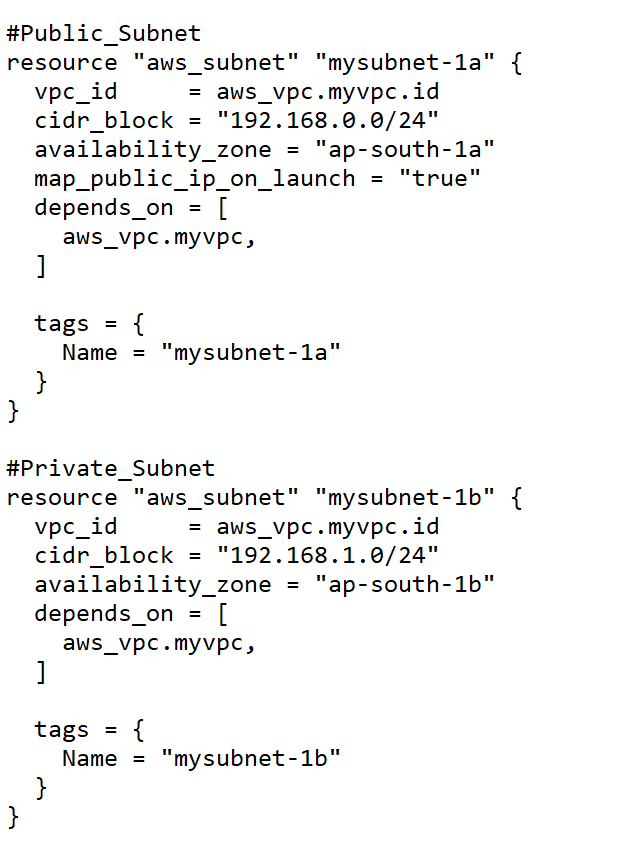 #Public_Subnet
resource "aws_subnet" "mysubnet-1a" {
  vpc_id     = aws_vpc.myvpc.id
  cidr_block = "192.168.0.0/24"
  availability_zone = "ap-south-1a"
  map_public_ip_on_launch = "true"
  depends_on = [
    aws_vpc.myvpc,
  ]

  tags = {
    Name = "mysubnet-1a"
  }
}

#Private_Subnet
resource "aws_subnet" "mysubnet-1b" {
  vpc_id     = aws_vpc.myvpc.id
  cidr_block = "192.168.1.0/24"
  availability_zone = "ap-south-1b"
  depends_on = [
    aws_vpc.myvpc,
  ]

  tags = {
    Name = "mysubnet-1b"
  }
}